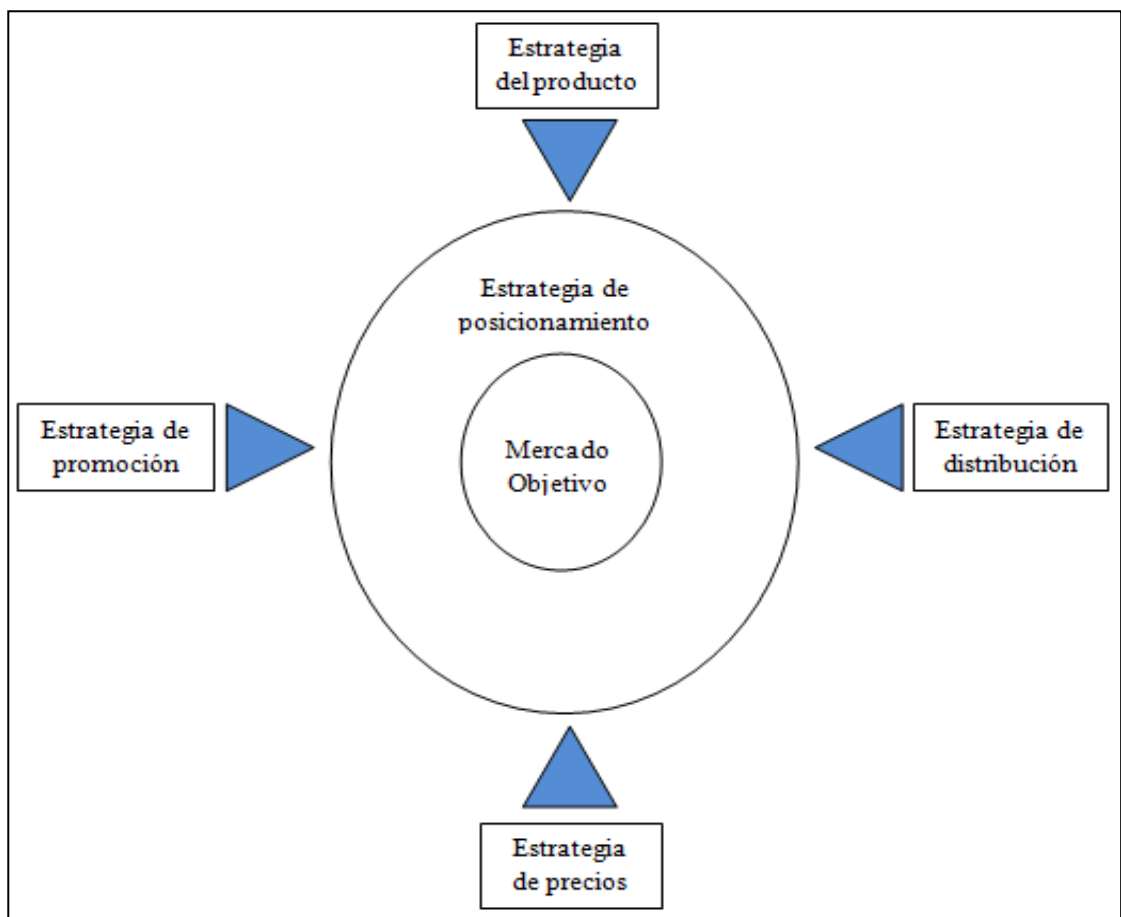 Estrategia
del producto
Estrategia de
posicionamiento
Estrategia de
promoción
Mercado
Objetivo
Estrategia de
distribución
Estrategia
de precios